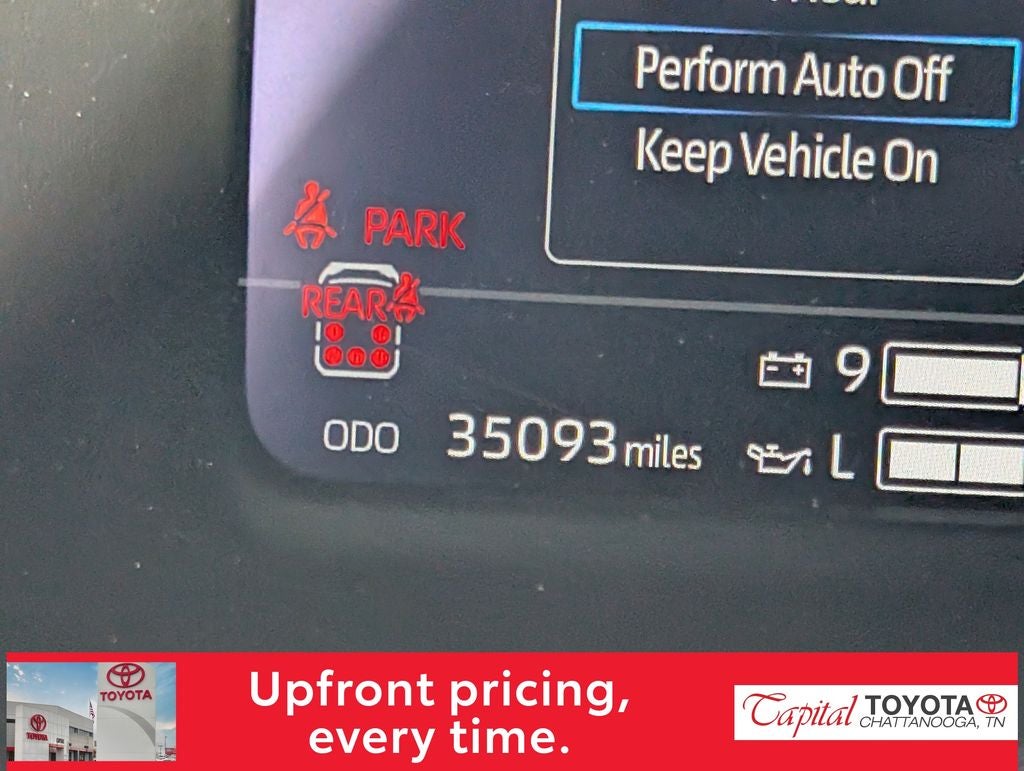 Perform Auto Off
Keep Vehicle On
PARK
REAR
9
ODO 35093 miles
L
TOYOTA
TOYOTA
Upfront pricing,
every time.
Capital TOYOTA
CHATTANOOGA, TN